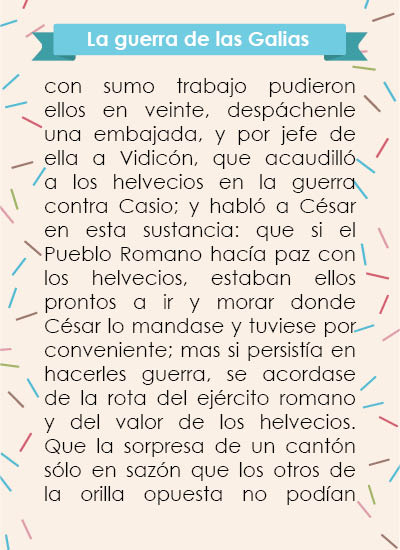 La guerra de las Galias
con sumo trabajo pudieron
ellos en veinte, despáchenle
una embajada, y por jefe de
ella a Vidicón, que acaudilló
a los helvecios en la guerra
contra Casio; y habló a César
en esta sustancia: que si el
Pueblo Romano hacía paz con
los helvecios, estaban ellos
prontos a ir y morar donde
César lo mandase y tuviese por
conveniente; mas si persistía en
hacerles guerra, se acordase
de la rota del ejército romano
y del valor de los helvecios.
Que la sorpresa de un cantón
sólo en sazón que los otros de
la orilla opuesta no podían